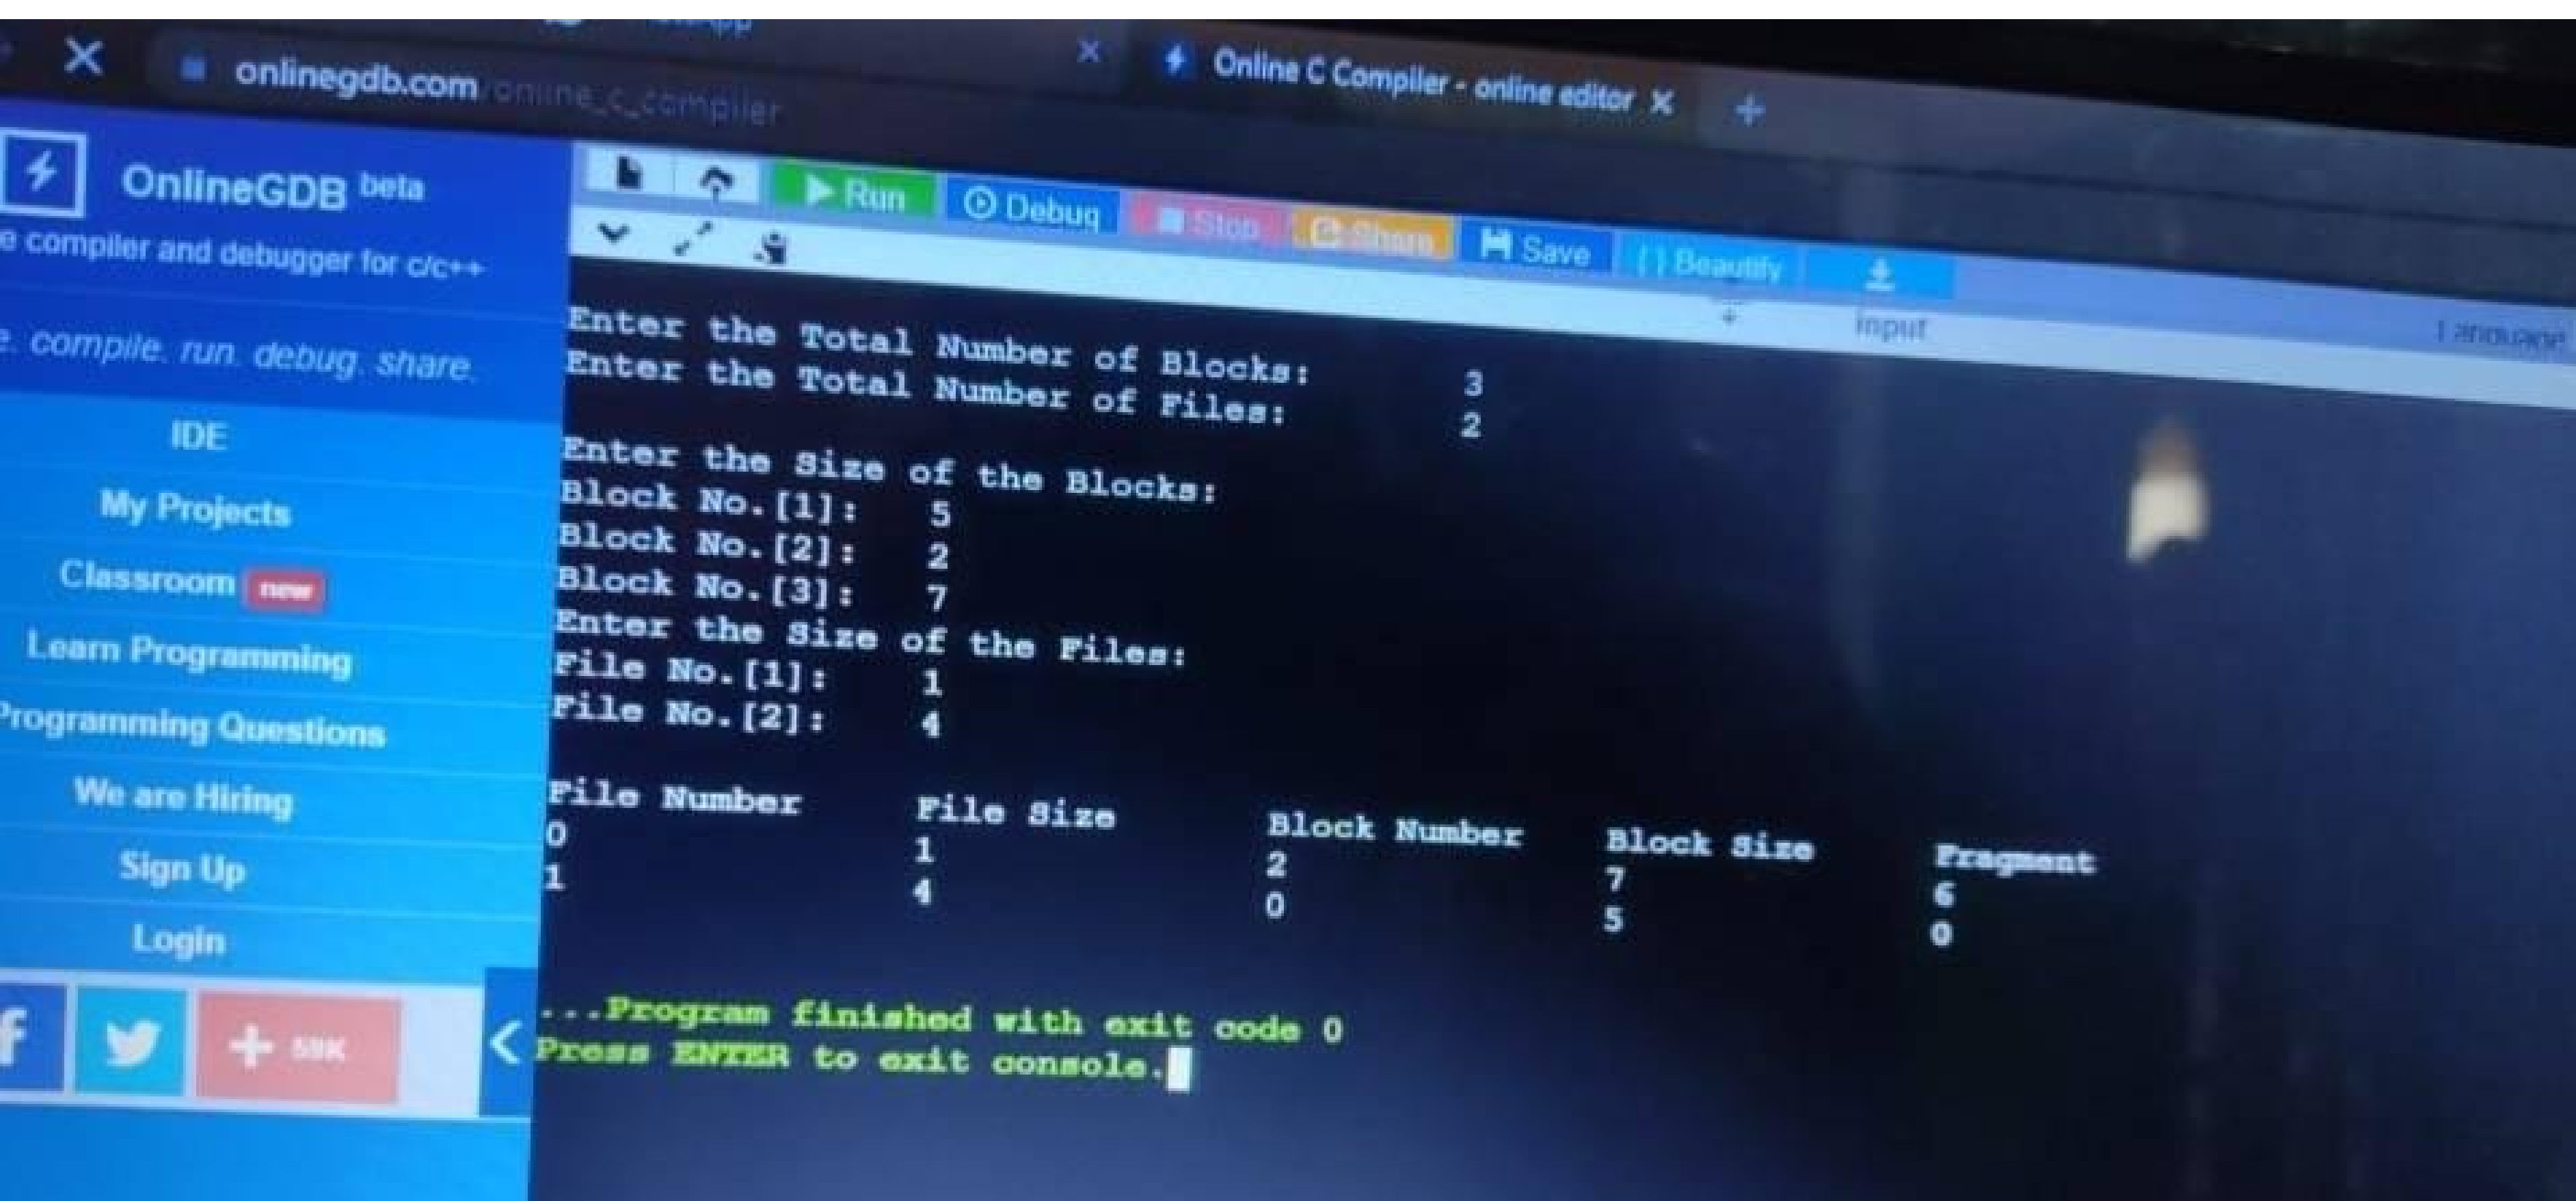 onlinegdb.com/online_c_compiler
Online C Compiler - online editor
OnlineGDB beta
e compiler and debugger for c/c++
e. compile. run. debug. share.
IDE
My Projects
Classroom new
Learn Programming
Programming Questions
We are Hiring
Sign Up
Login
59K
Run
Debug
Stop
Share
Save
{ } Beautify
Language
input
Enter the Total Number of Blocks: 3
Enter the Total Number of Files: 2
Enter the Size of the Blocks:
Block No.[1]: 5
Block No.[2]: 2
Block No.[3]: 7
Enter the Size of the Files:
File No.[1]: 1
File No.[2]: 4
File Number File Size Block Number Block Size Fragment
0 1 2 7 6
1 4 0 5 0
...Program finished with exit code 0
Press ENTER to exit console.